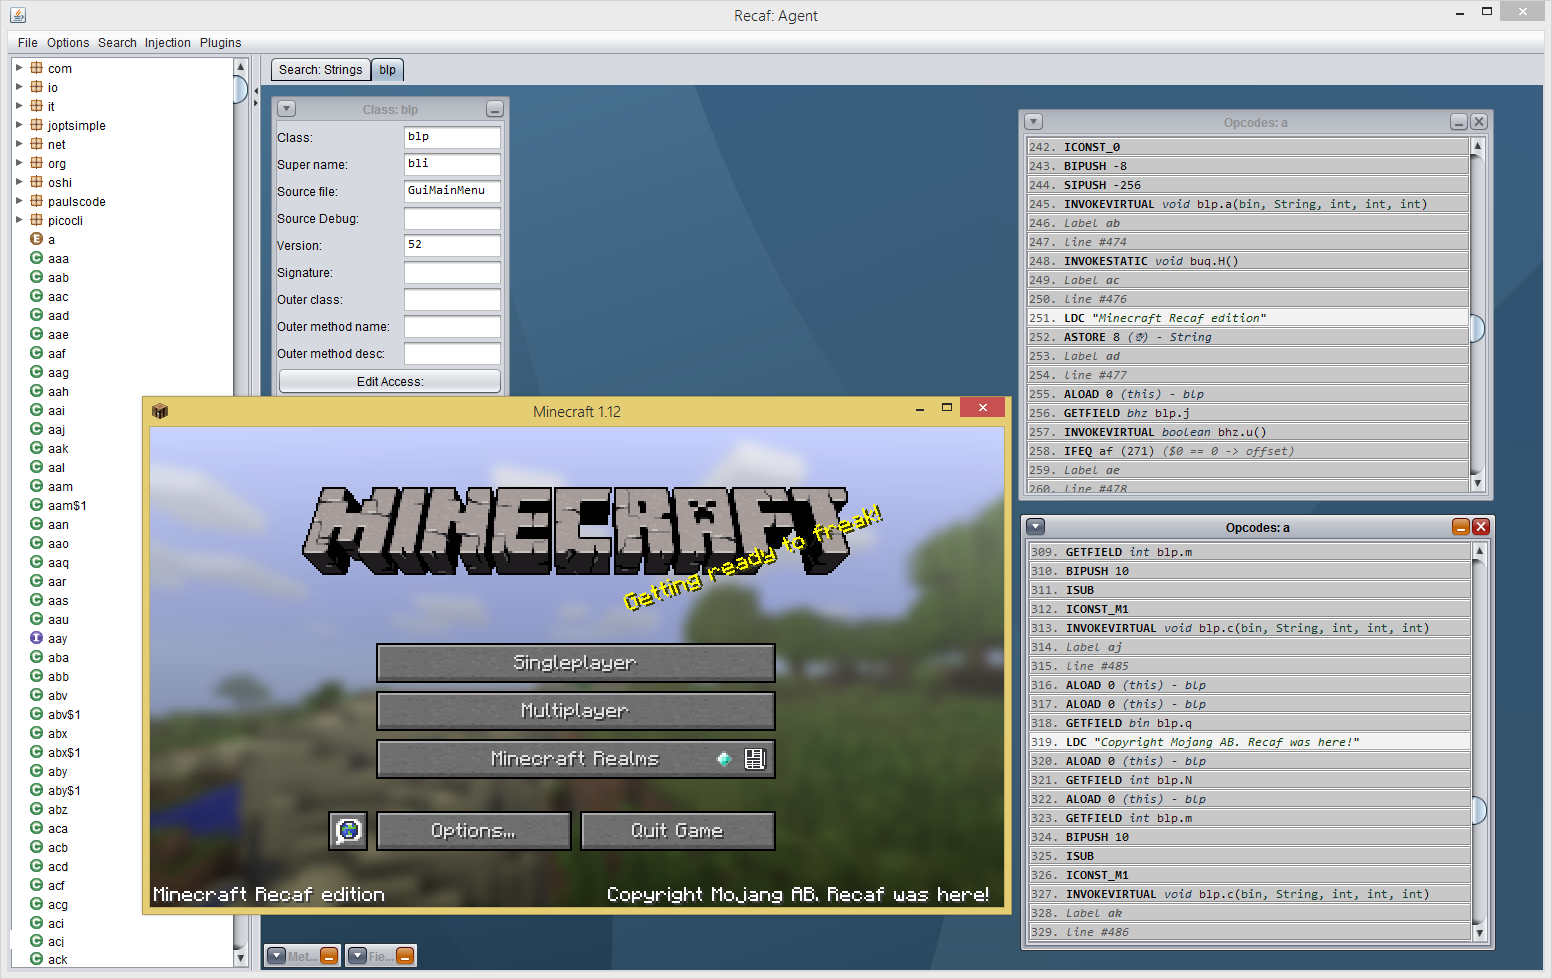 Recaf: Agent
File Options Search Injection Plugins
com
io
it
joptsimple
net
org
oshi
paulscode
picocli
a
aaa
aab
aac
aad
aae
aaf
aag
aah
aai
aaj
aak
aal
aam
aam$1
aan
aao
aaq
aar
aas
aau
aay
aba
abb
abv
abv$1
abx
abx$1
aby
aby$1
abz
aca
acb
acd
acf
acg
aci
acj
ack
Search: Strings
blp
Class: blp
Class: blp
Super name: bli
Source file: GuiMainMenu
Source Debug:
Version: 52
Signature:
Outer class:
Outer method name:
Outer method desc:
Edit Access:
Minecraft 1.12
MINECRAFT
Getting ready to freak!
Singleplayer
Multiplayer
Minecraft Realms
Options...
Quit Game
Minecraft Recaf edition
Copyright Mojang AB. Recaf was here!
Met...
Fie...
Opcodes: a
242. ICONST_0
243. BIPUSH -8
244. SIPUSH -256
245. INVOKEVIRTUAL void blp.a(bin, String, int, int, int)
246. Label ab
247. line #474
248. INVOKESTATIC void buq.H()
249. Label ac
250. line #476
251. LDC "Minecraft Recaf edition"
252. ASTORE 8 (☃) - String
253. Label ad
254. line #477
255. ALOAD 0 (this) - blp
256. GETFIELD bhz blp.j
257. INVOKEVIRTUAL boolean bhz.u()
258. IFEQ af (271) ($0 == 0 -> offset)
259. Label ae
260. line #478
Opcodes: a
309. GETFIELD int blp.m
310. BIPUSH 10
311. ISUB
312. ICONST_M1
313. INVOKEVIRTUAL void blp.c(bin, String, int, int, int)
314. Label aj
315. line #485
316. ALOAD 0 (this) - blp
317. ALOAD 0 (this) - blp
318. GETFIELD bin blp.q
319. LDC "Copyright Mojang AB. Recaf was here!"
320. ALOAD 0 (this) - blp
321. GETFIELD int blp.N
322. ALOAD 0 (this) - blp
323. GETFIELD int blp.m
324. BIPUSH 10
325. ISUB
326. ICONST_M1
327. INVOKEVIRTUAL void blp.c(bin, String, int, int, int)
328. Label ak
329. line #486